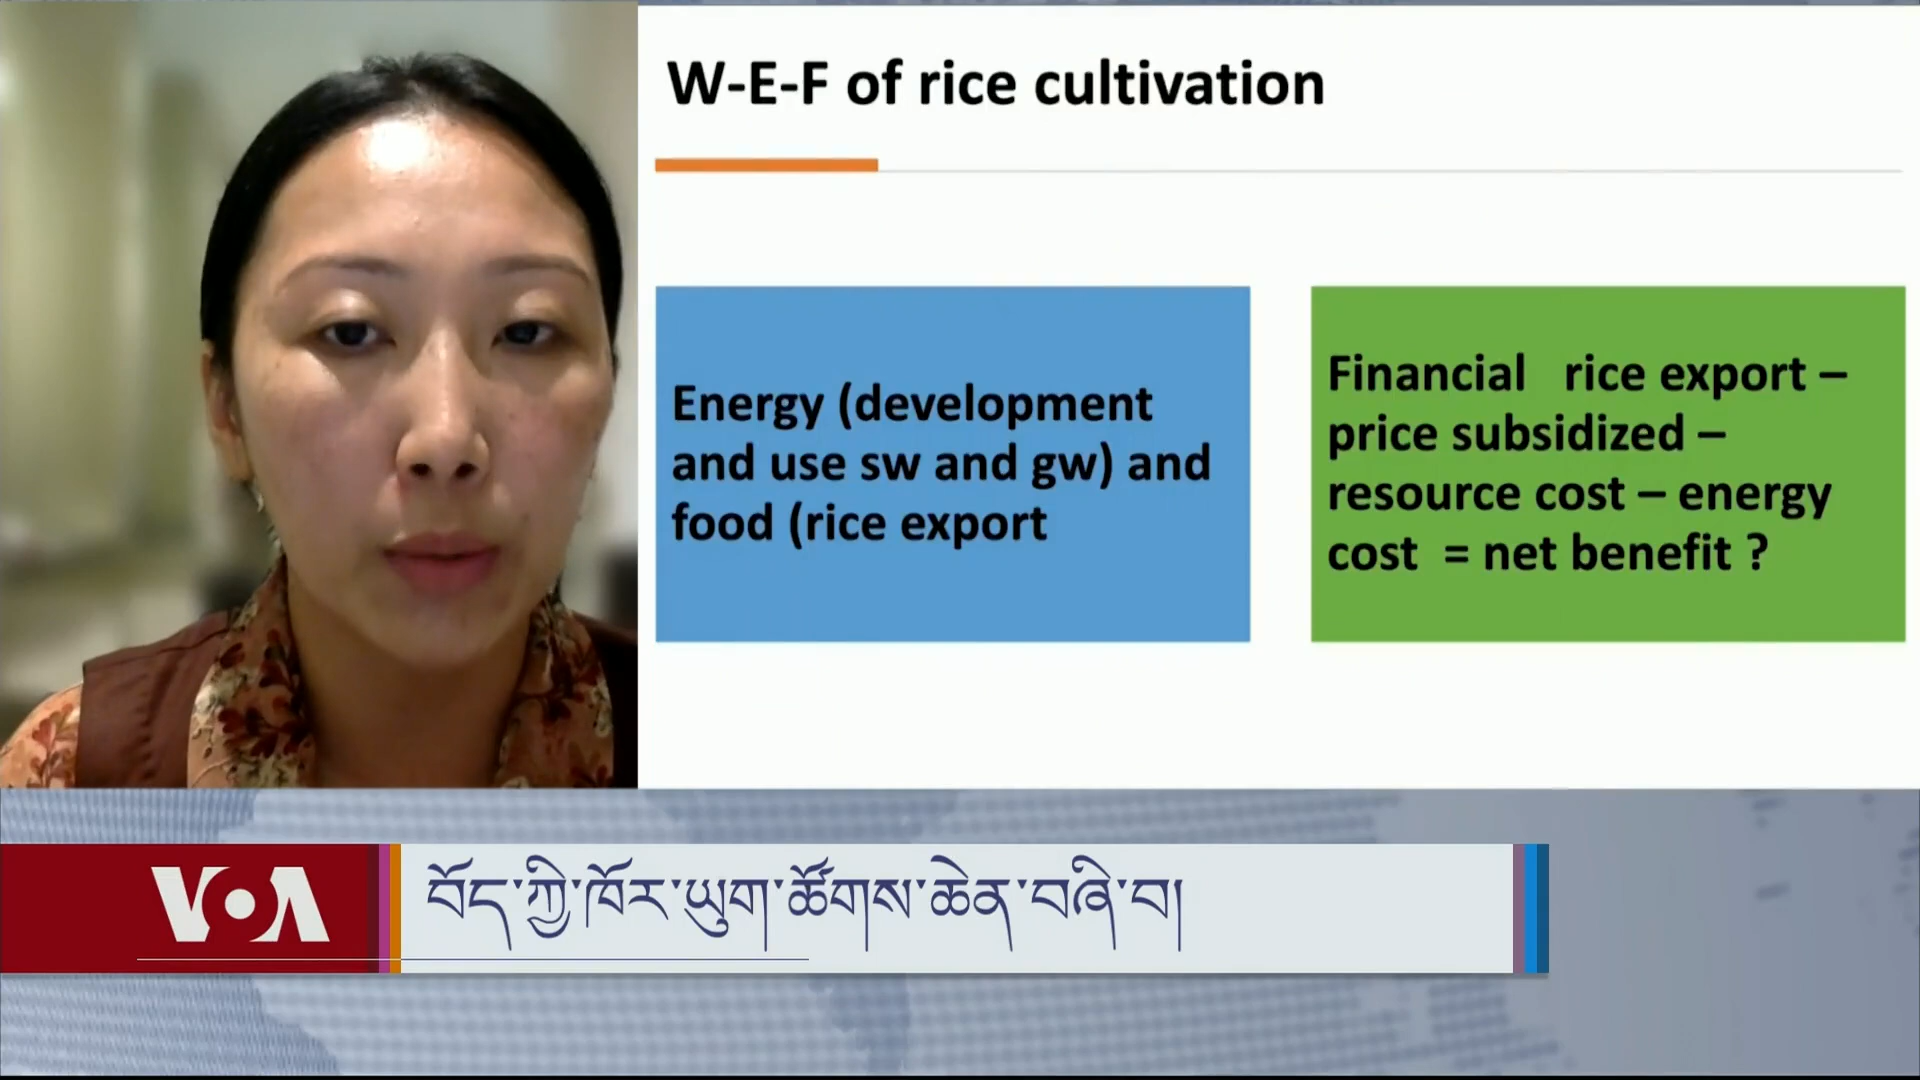 W-E-F of rice cultivation
Energy (development
and use sw and gw) and
food (rice export
Financial rice export –
price subsidized –
resource cost – energy
cost = net benefit ?
VOA
བོད་ཀྱི་ཁོར་ཡུག་ཚོགས་ཆེན་བཞི་བ།